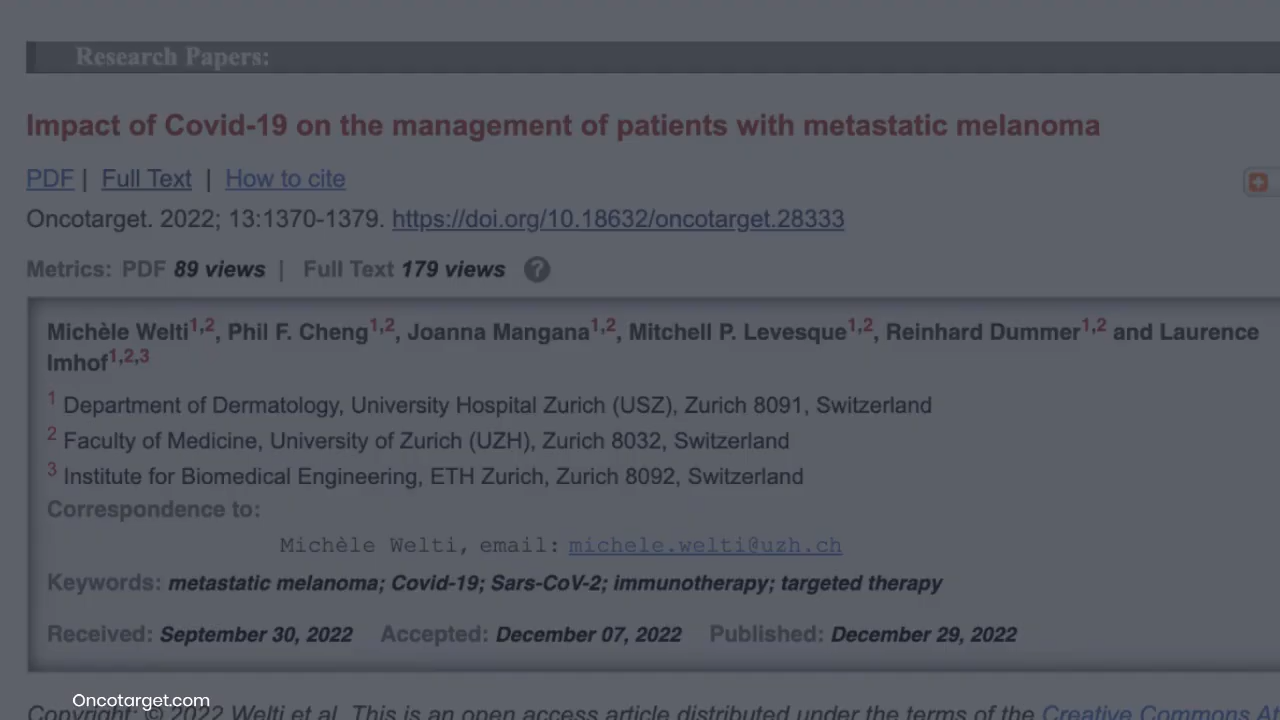 Research Papers:
Impact of Covid-19 on the management of patients with metastatic melanoma
PDF | Full Text | How to cite
Oncotarget. 2022; 13:1370-1379. https://doi.org/10.18632/oncotarget.28333
Metrics: PDF 89 views | Full Text 179 views ?
Michèle Welti1,2, Phil F. Cheng1,2, Joanna Mangana1,2, Mitchell P. Levesque1,2, Reinhard Dummer1,2 and Laurence
Imhof1,2,3
1 Department of Dermatology, University Hospital Zurich (USZ), Zurich 8091, Switzerland
2 Faculty of Medicine, University of Zurich (UZH), Zurich 8032, Switzerland
3 Institute for Biomedical Engineering, ETH Zurich, Zurich 8092, Switzerland
Correspondence to:
Michèle Welti, email: michele.welti@uzh.ch
Keywords: metastatic melanoma; Covid-19; Sars-CoV-2; immunotherapy; targeted therapy
Received: September 30, 2022 Accepted: December 07, 2022 Published: December 29, 2022
Oncotarget.com
Copyright: © 2022 Welti et al. This is an open access article distributed under the terms of the Creative Commons